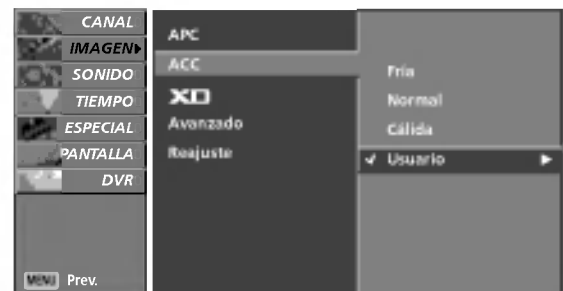 CANAL
IMAGEN
SONIDO
TIEMPO
ESPECIAL
PANTALLA
DVR
MENU Prev.
APC
ACC
XD
Avanzado
Reajuste
Fría
Normal
Cálida
✓ Usuario ►